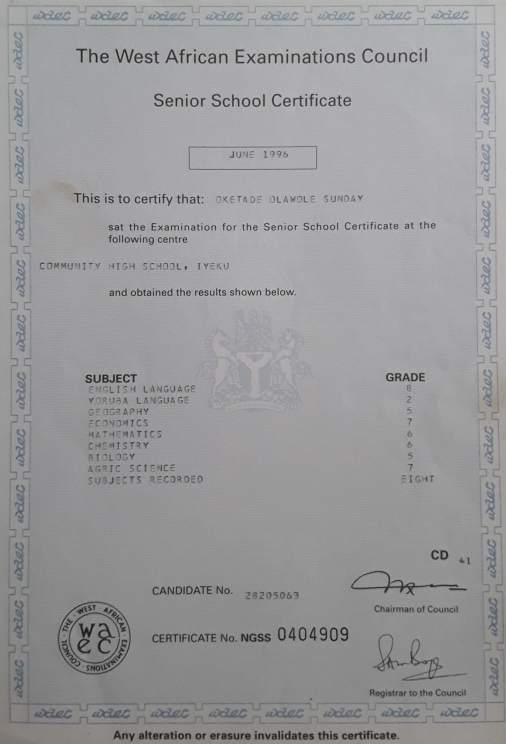 The West African Examinations Council
Senior School Certificate
JUNE 1996
This is to certify that: OKETADE OLAWOLE SUNDAY
sat the Examination for the Senior School Certificate at the
following centre
COMMUNITY HIGH SCHOOL, IYEKU
and obtained the results shown below.
SUBJECT GRADE
ENGLISH LANGUAGE 8
YORUBA LANGUAGE 2
GEOGRAPHY 5
ECONOMICS 7
MATHEMATICS 6
CHEMISTRY 6
BIOLOGY 5
AGRIC SCIENCE 7
SUBJECTS RECORDED EIGHT
CD 41
CANDIDATE No. 28205063
Chairman of Council
THE WEST AFRICAN EXAMINATIONS COUNCIL
waec
CERTIFICATE No. NGSS 0404909
Registrar to the Council
Any alteration or erasure invalidates this certificate.